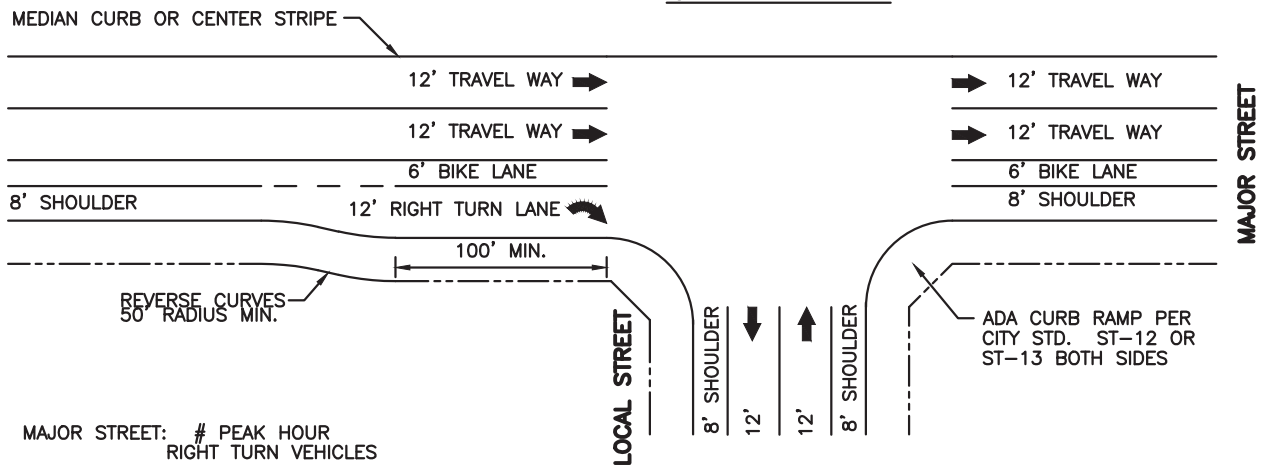 MEDIAN CURB OR CENTER STRIPE
12' TRAVEL WAY
12' TRAVEL WAY
12' TRAVEL WAY
12' TRAVEL WAY
6' BIKE LANE
6' BIKE LANE
8' SHOULDER
12' RIGHT TURN LANE
8' SHOULDER
MAJOR STREET
100' MIN.
REVERSE CURVES
50' RADIUS MIN.
LOCAL STREET
8' SHOULDER
12'
12'
8' SHOULDER
ADA CURB RAMP PER
CITY STD. ST-12 OR
ST-13 BOTH SIDES
MAJOR STREET: # PEAK HOUR
RIGHT TURN VEHICLES